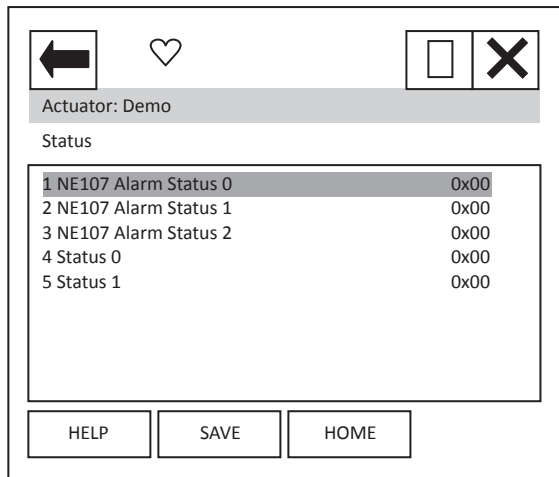 Actuator: Demo
Status
1 NE107 Alarm Status 0 0x00
2 NE107 Alarm Status 1 0x00
3 NE107 Alarm Status 2 0x00
4 Status 0 0x00
5 Status 1 0x00
HELP SAVE HOME